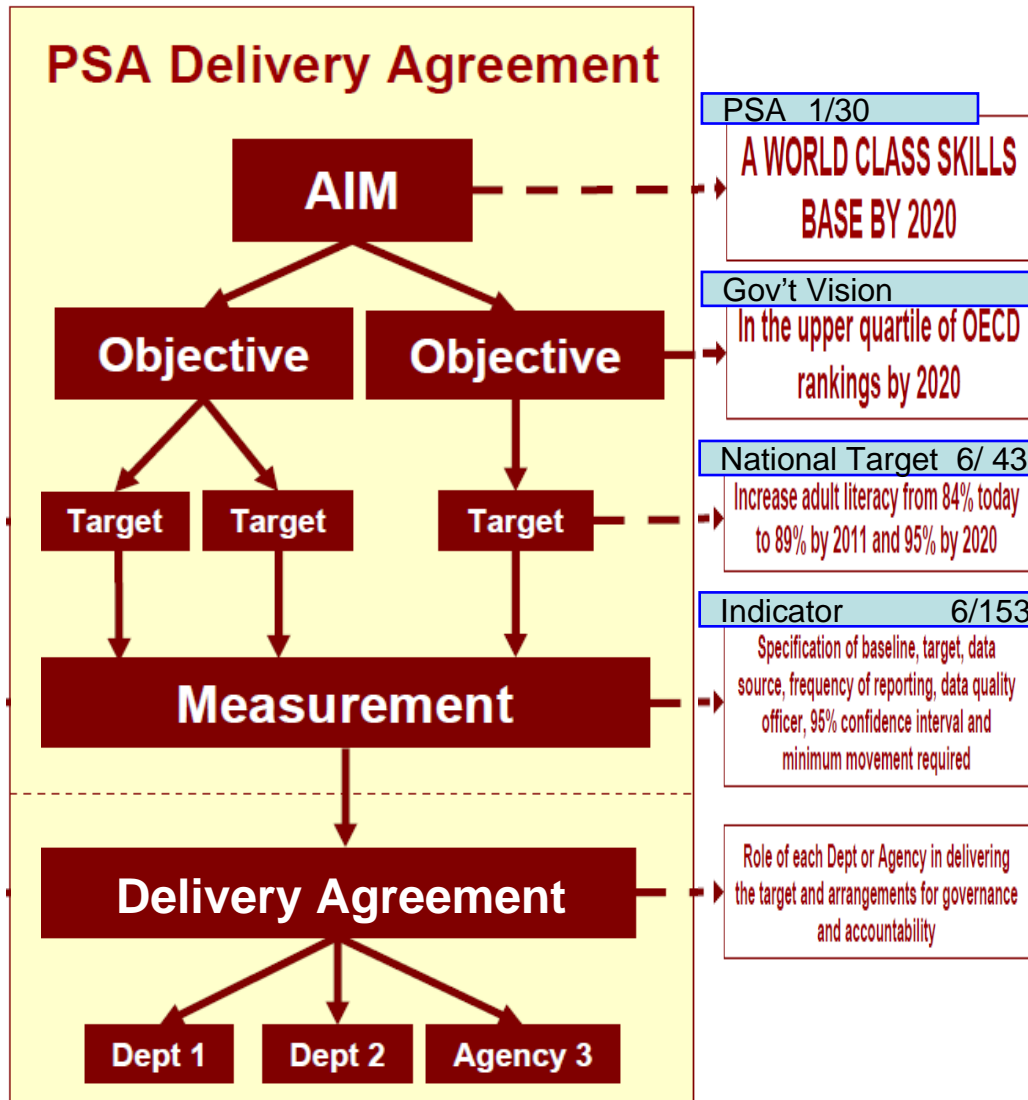 PSA Delivery Agreement
AIM
Objective
Objective
Target
Target
Target
Measurement
Delivery Agreement
Dept 1
Dept 2
Agency 3
PSA 1/30
A WORLD CLASS SKILLS
BASE BY 2020
Gov't Vision
In the upper quartile of OECD
rankings by 2020
National Target 6/ 43
Increase adult literacy from 84% today
to 89% by 2011 and 95% by 2020
Indicator 6/153
Specification of baseline, target, data
source, frequency of reporting, data quality
officer, 95% confidence interval and
minimum movement required
Role of each Dept or Agency in delivering
the target and arrangements for governance
and accountability